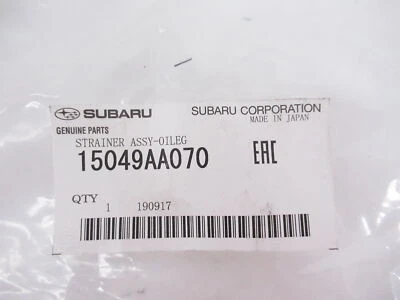 SUBARU SUBARU CORPORATION
MADE IN JAPAN
GENUINE PARTS
STRAINER ASSY-OILEG
15049AA070 EAC
QTY
1 190917